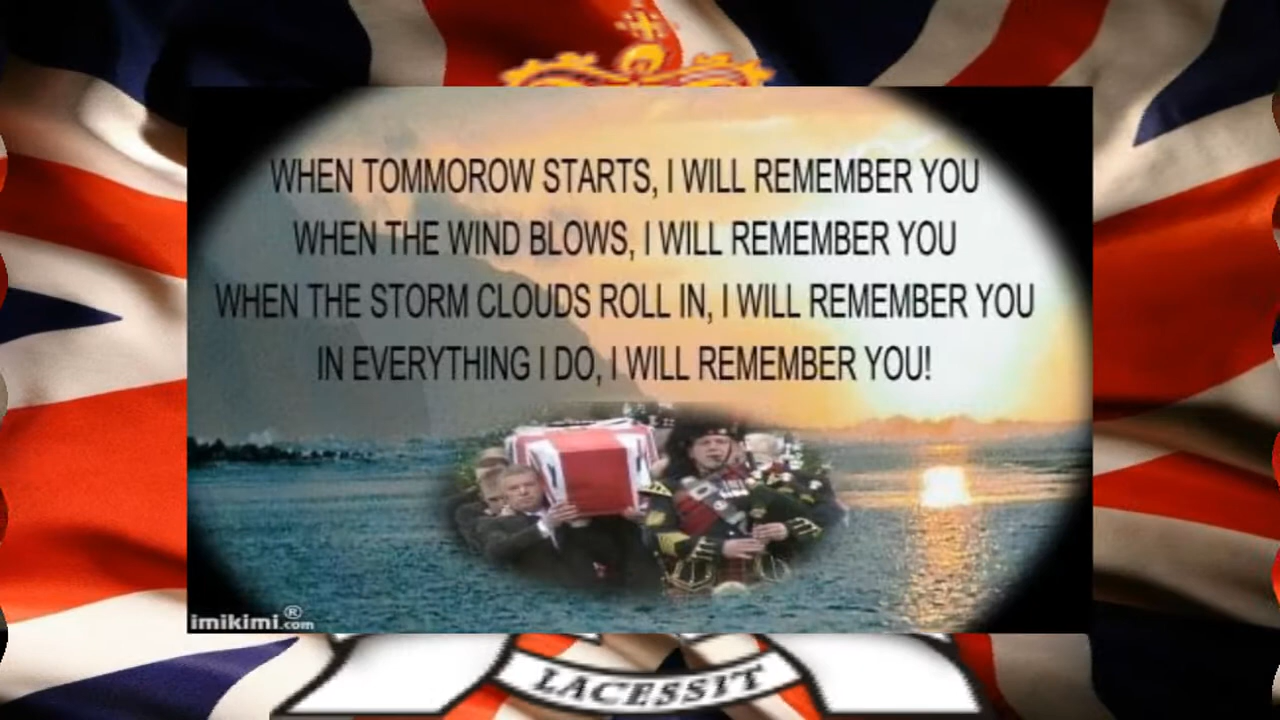 WHEN TOMMOROW STARTS, I WILL REMEMBER YOU
WHEN THE WIND BLOWS, I WILL REMEMBER YOU
WHEN THE STORM CLOUDS ROLL IN, I WILL REMEMBER YOU
IN EVERYTHING I DO, I WILL REMEMBER YOU!
imikimi®.com
LACESSIT